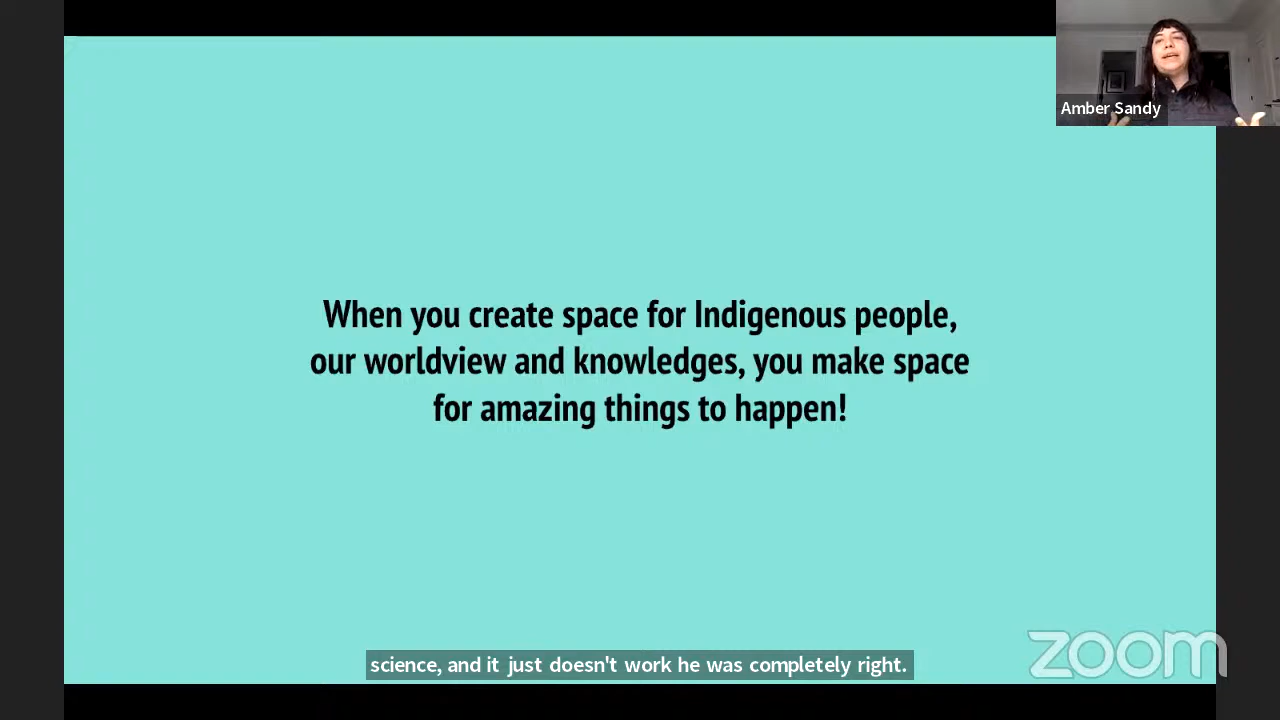 Amber Sandy
When you create space for Indigenous people,
our worldview and knowledges, you make space
for amazing things to happen!
science, and it just doesn't work he was completely right.
zoom